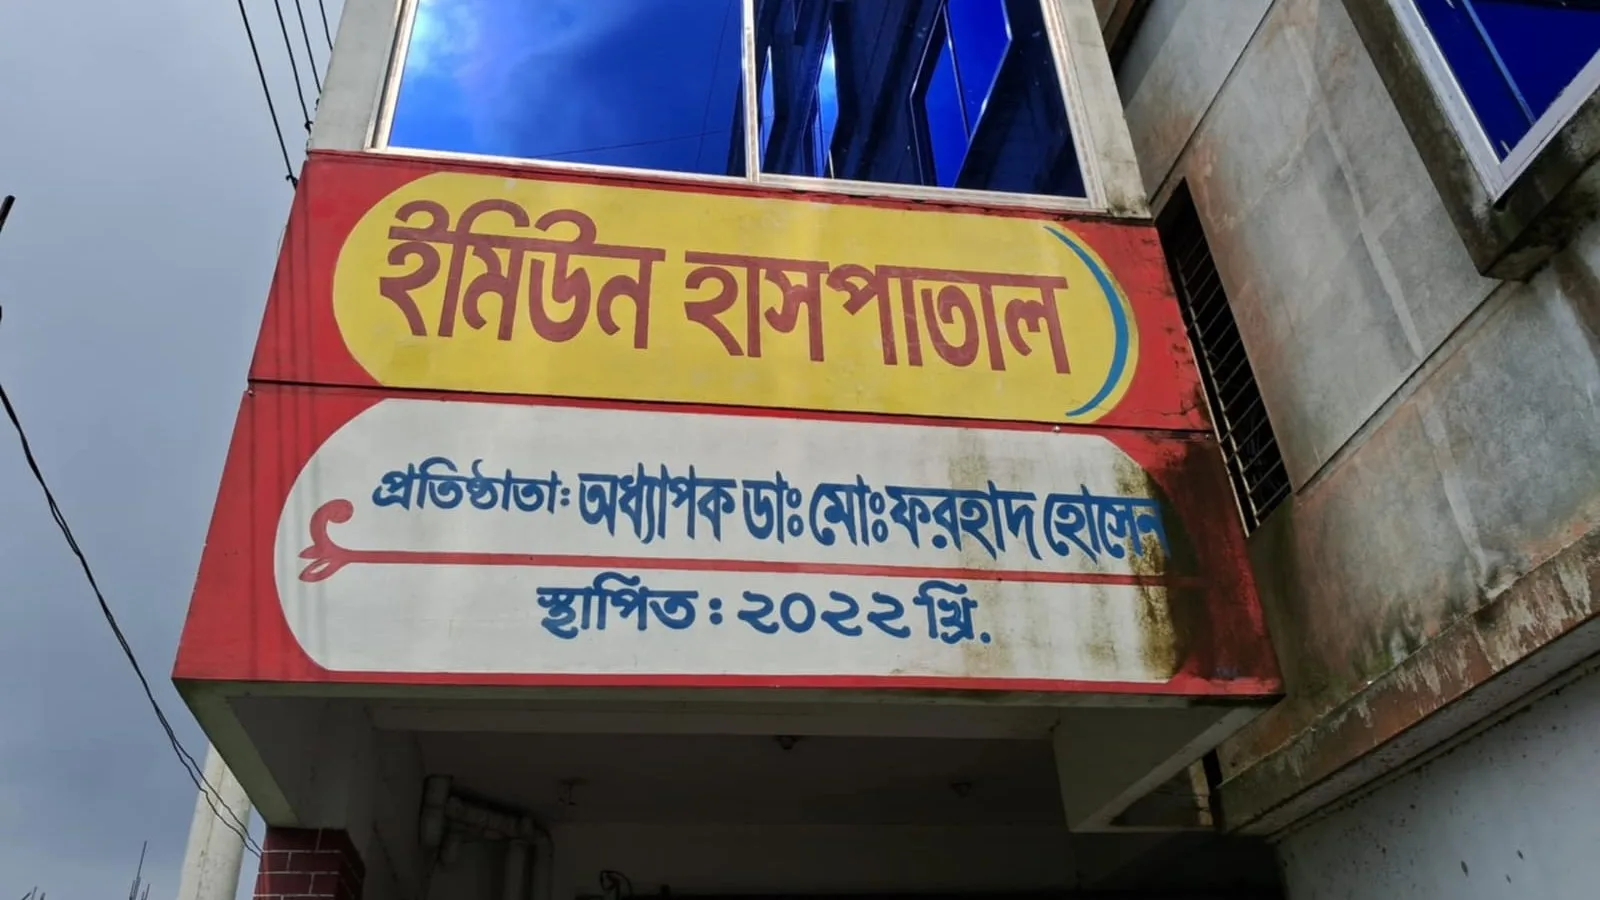 ইমিউন হাসপাতাল
প্রতিষ্ঠাতা: অধ্যাপক ডাঃ মোঃ ফরহাদ হোসেন
স্থাপিত : ২০২২ খ্রি.